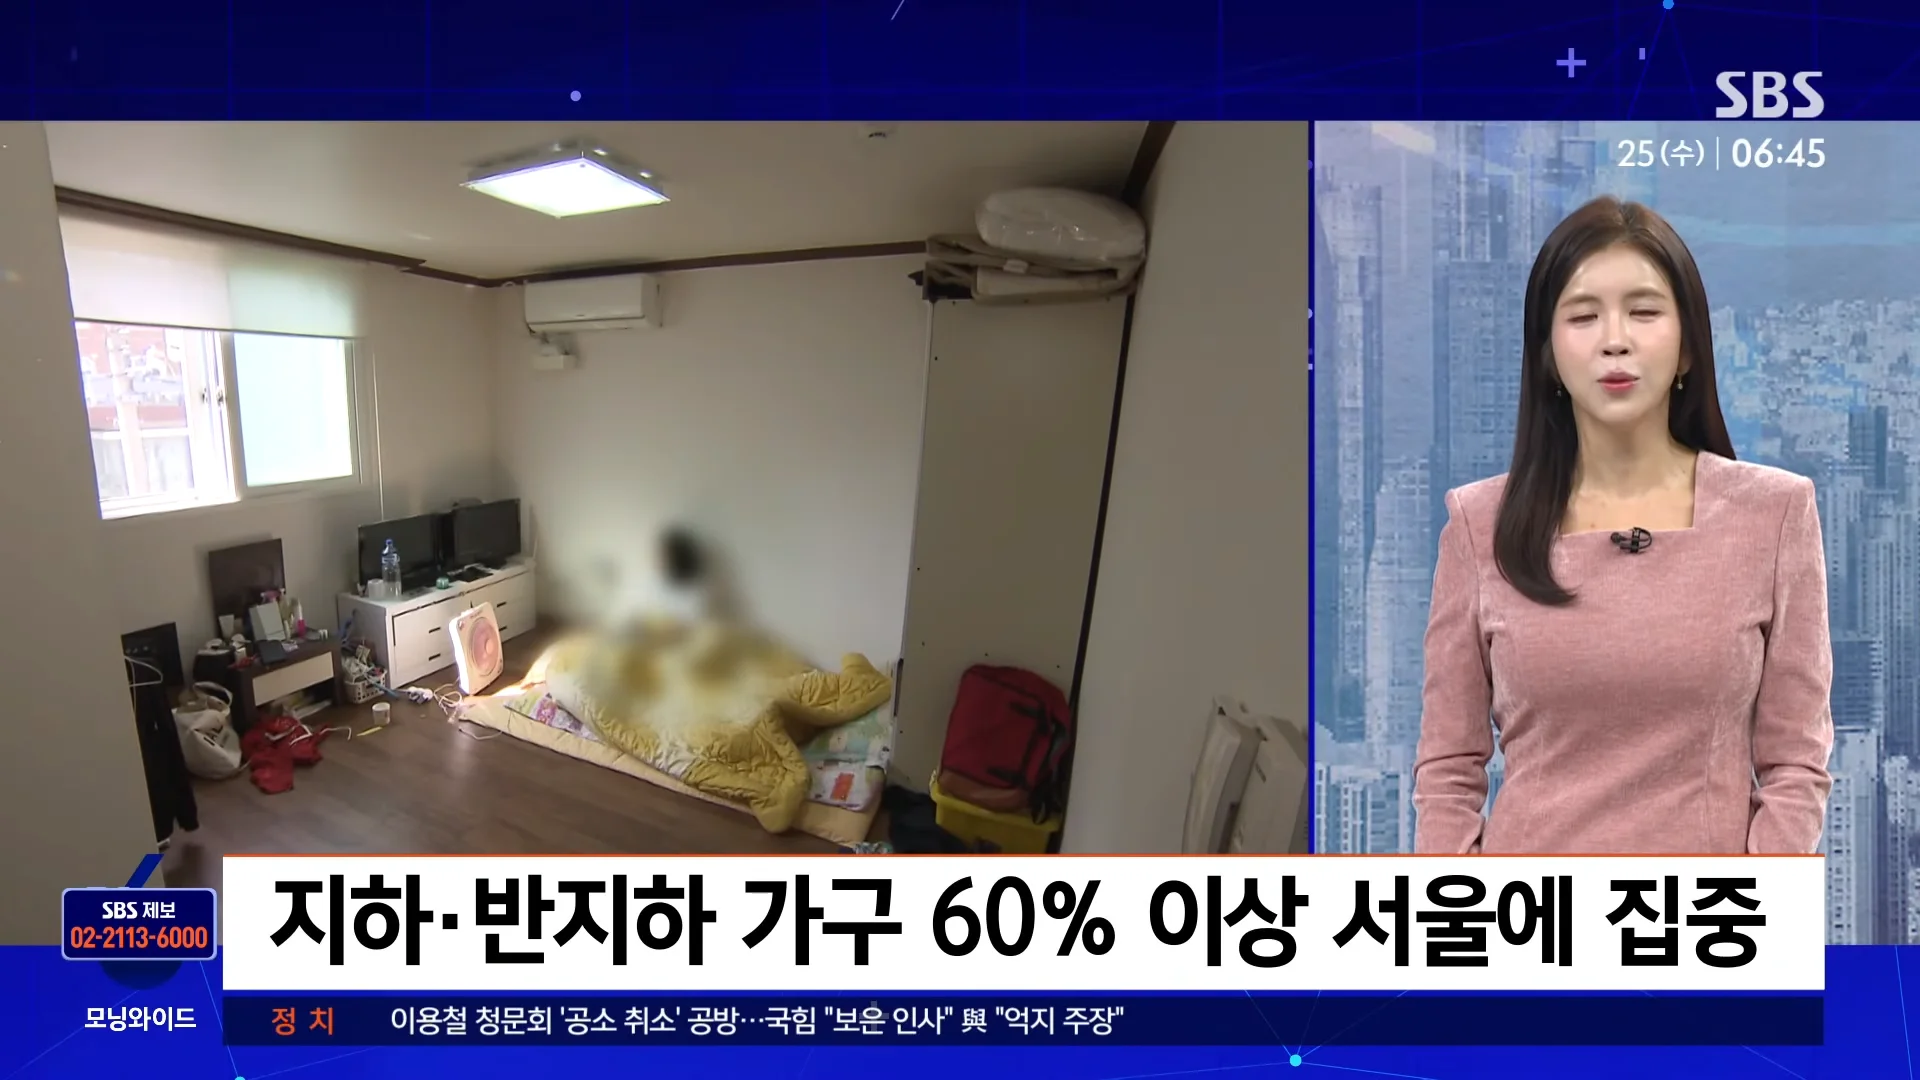 SBS
25(수) | 06:45
지하·반지하 가구 60% 이상 서울에 집중
SBS 제보
02-2113-6000
모닝와이드
정치
이용철 청문회 '공소 취소' 공방…국힘 "보은 인사" 與 "억지 주장"